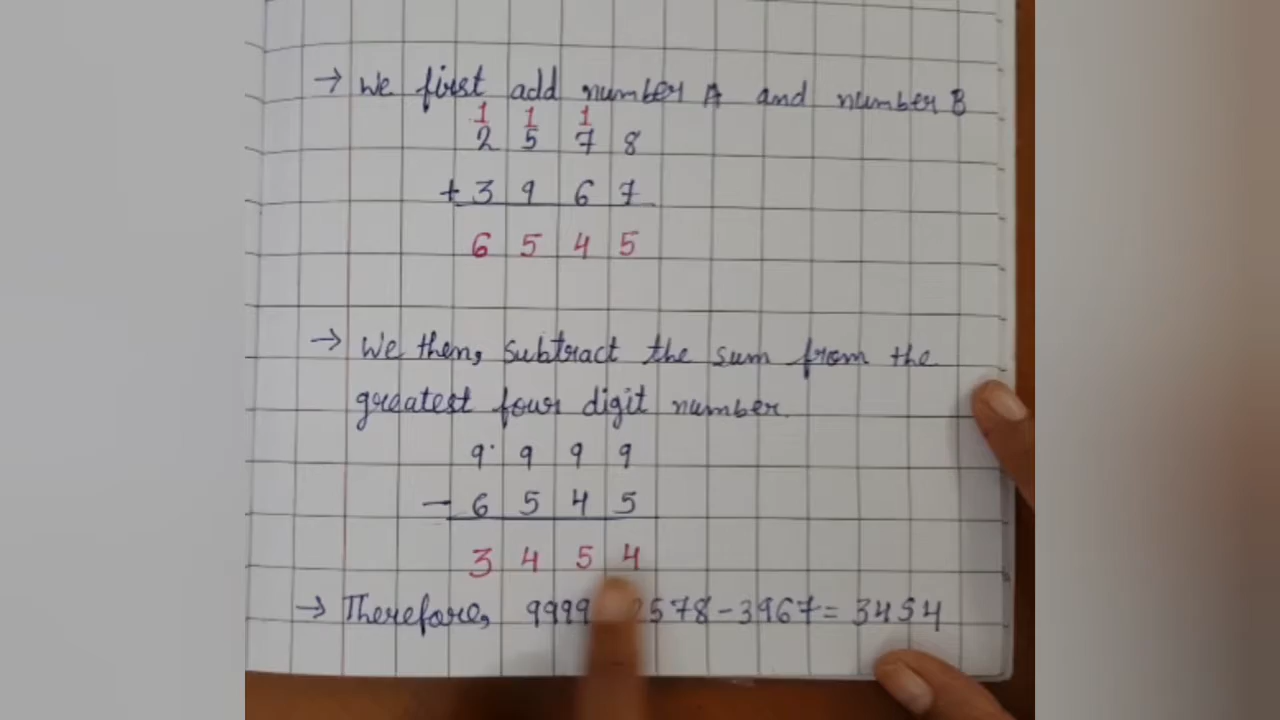 → We first add number A and number B
1 1 1
2 5 7 8
+ 3 9 6 7
6 5 4 5
→ We then, subtract the sum from the
greatest four digit number.
9 9 9 9
- 6 5 4 5
3 4 5 4
→ Therefore, 9999 2578 - 3967 = 3454